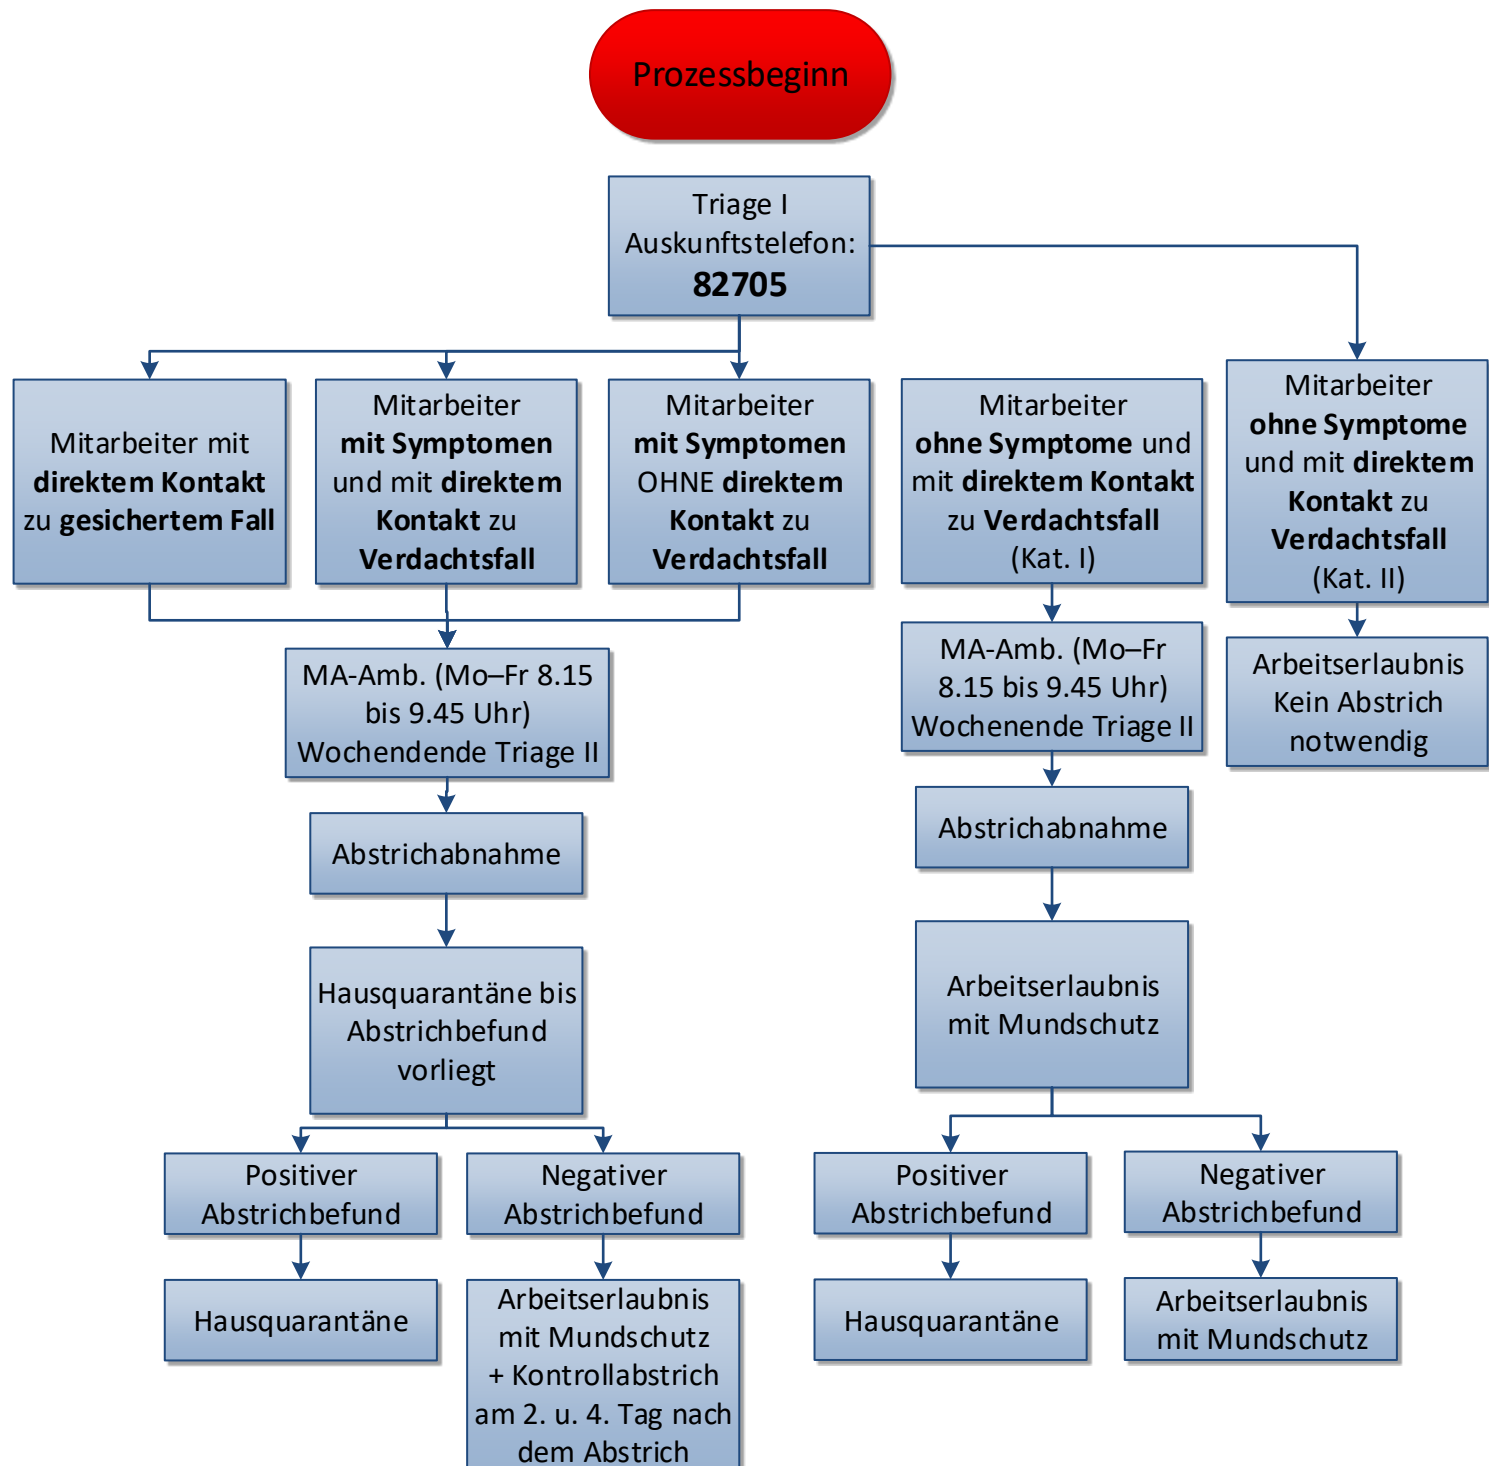 Prozessbeginn
Triage I
Auskunftstelefon:
82705
Mitarbeiter mit
direktem Kontakt
zu gesichertem Fall
Mitarbeiter
mit Symptomen
und mit direktem
Kontakt zu
Verdachtsfall
Mitarbeiter
mit Symptomen
OHNE direktem
Kontakt zu
Verdachtsfall
Mitarbeiter
ohne Symptome und
mit direktem Kontakt
zu Verdachtsfall
(Kat. I)
Mitarbeiter
ohne Symptome
und mit direktem
Kontakt zu
Verdachtsfall
(Kat. II)
MA-Amb. (Mo–Fr 8.15
bis 9.45 Uhr)
Wochendende Triage II
MA-Amb. (Mo–Fr
8.15 bis 9.45 Uhr)
Wochenende Triage II
Arbeitserlaubnis
Kein Abstrich
notwendig
Abstrichabnahme
Abstrichabnahme
Hausquarantäne bis
Abstrichbefund
vorliegt
Arbeitserlaubnis
mit Mundschutz
Positiver
Abstrichbefund
Negativer
Abstrichbefund
Positiver
Abstrichbefund
Negativer
Abstrichbefund
Hausquarantäne
Arbeitserlaubnis
mit Mundschutz
+ Kontrollabstrich
am 2. u. 4. Tag nach
dem Abstrich
Hausquarantäne
Arbeitserlaubnis
mit Mundschutz